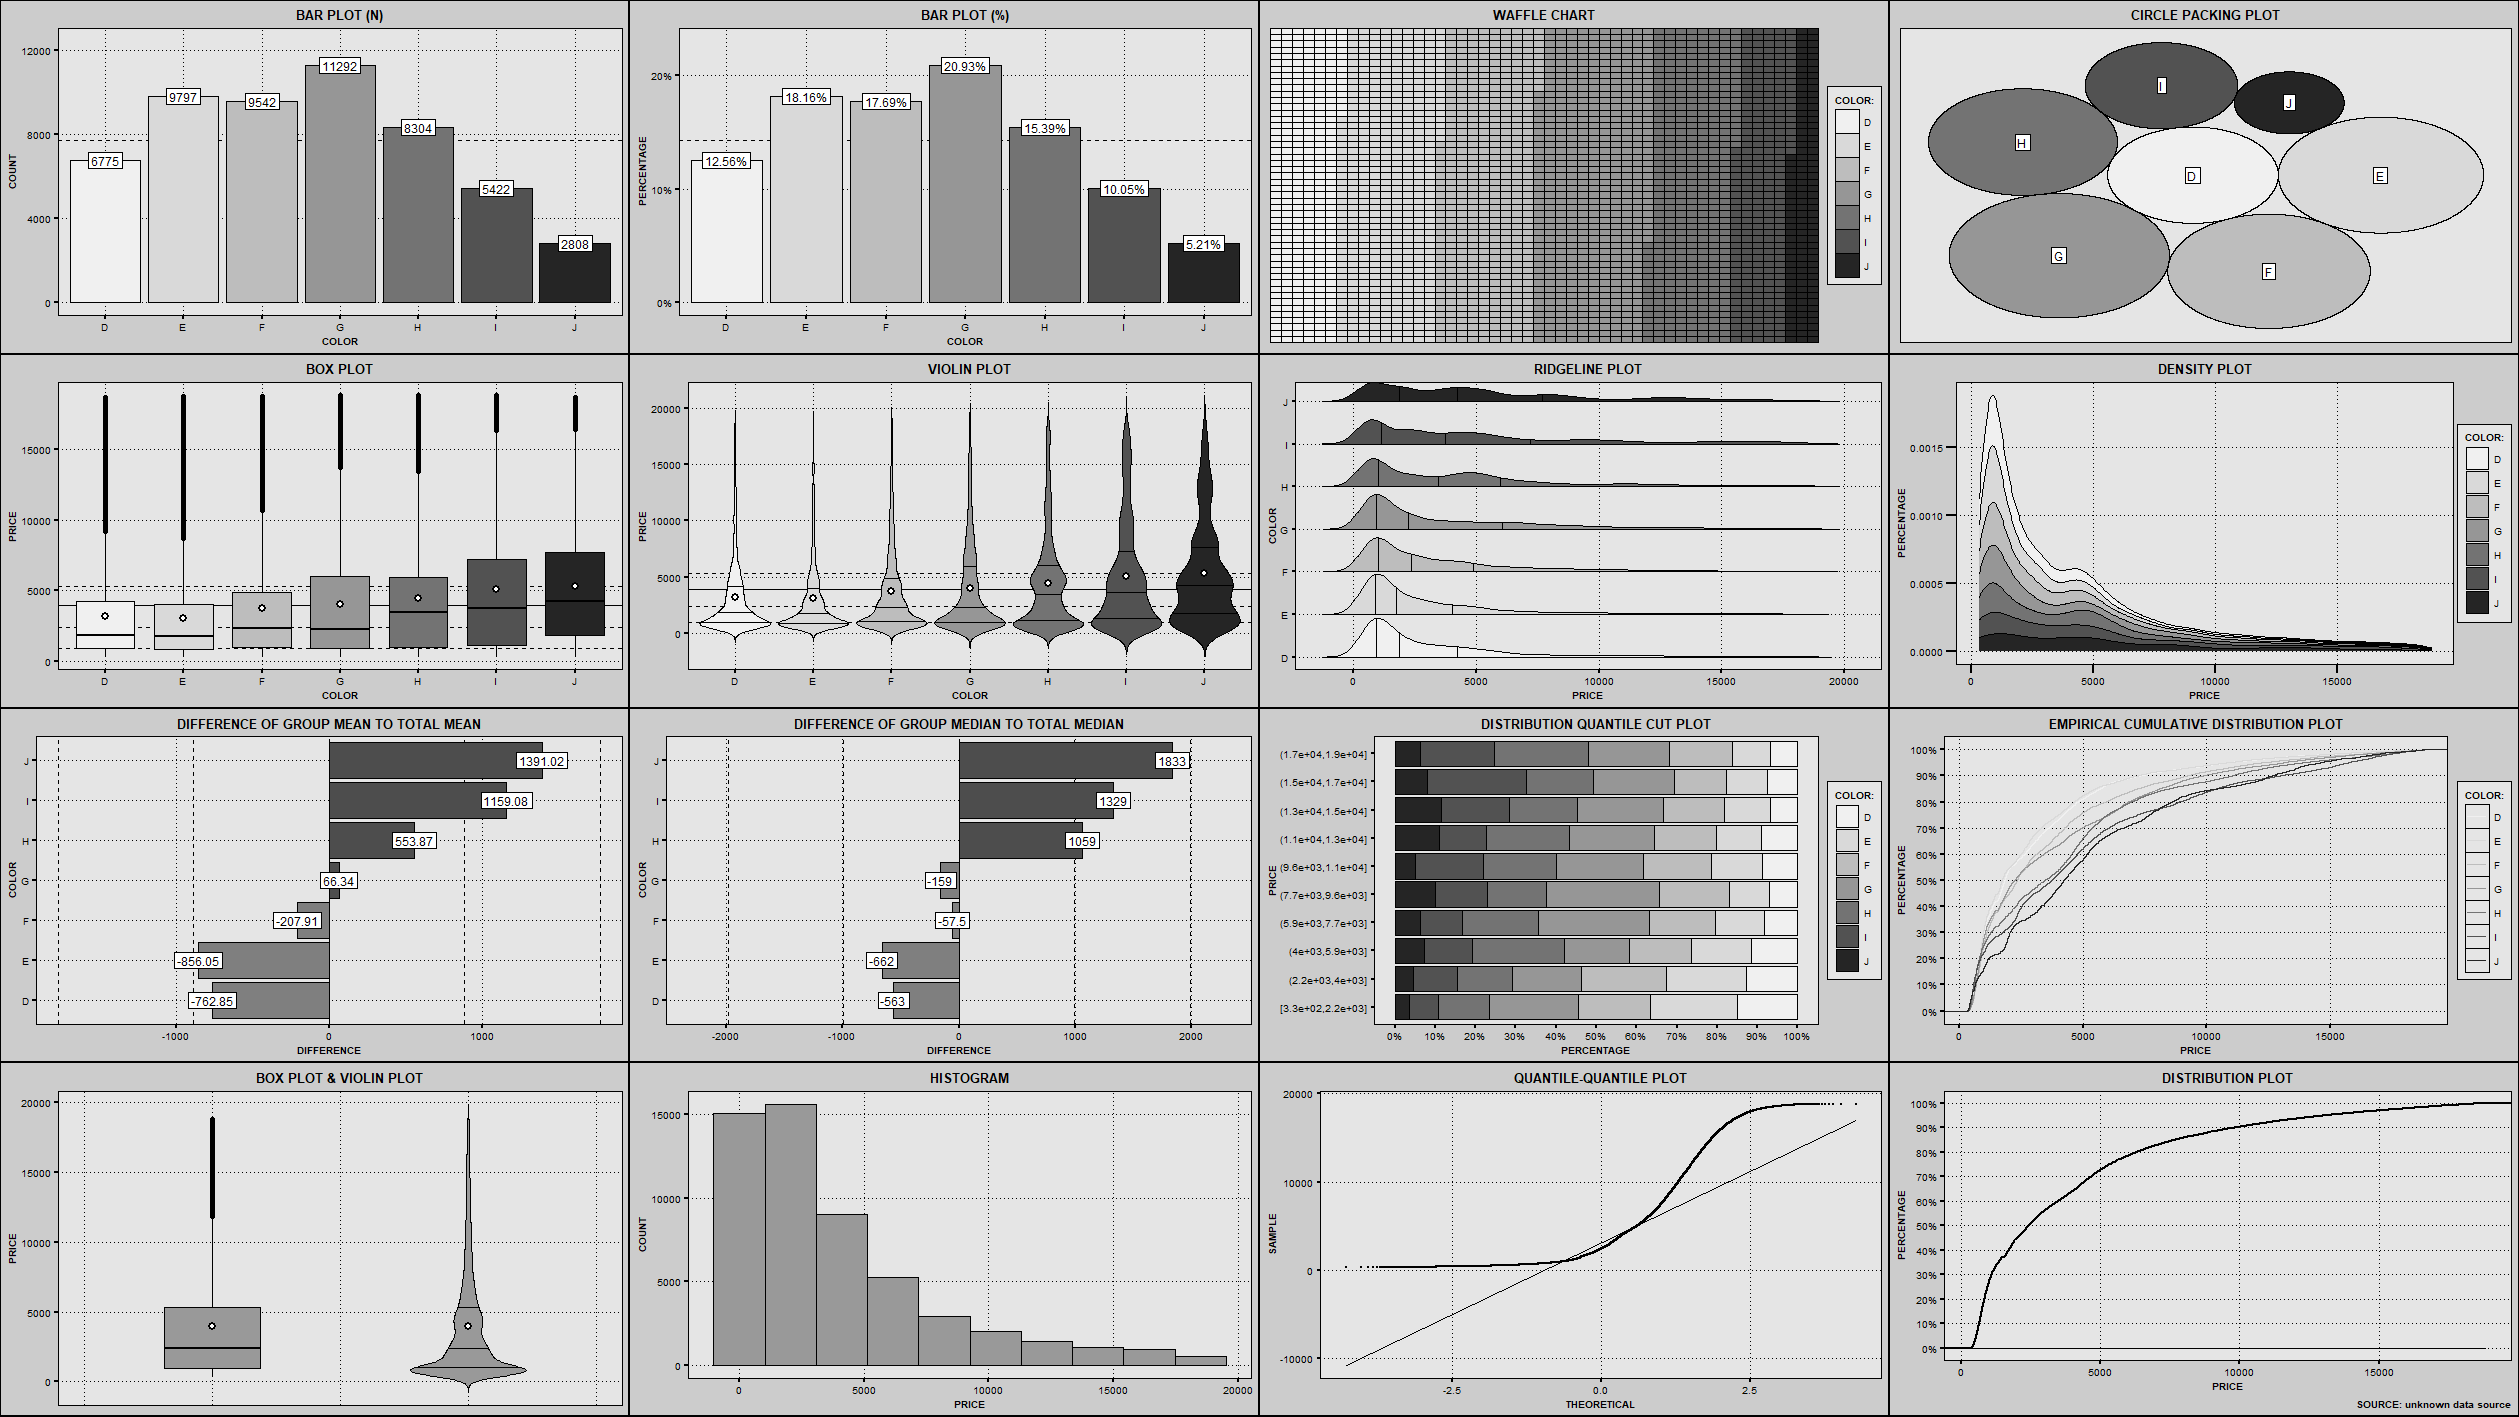 BAR PLOT (N)
12000
8000
4000
0
COUNT
6775
9797
9542
11292
8304
5422
2808
D E F G H I J
COLOR
BAR PLOT (%)
20%
10%
0%
PERCENTAGE
12.56%
18.16%
17.69%
20.93%
15.39%
10.05%
5.21%
D E F G H I J
COLOR
WAFFLE CHART
COLOR:
D
E
F
G
H
I
J
CIRCLE PACKING PLOT
I
J
H
D
E
G
F
BOX PLOT
15000
10000
5000
0
PRICE
D E F G H I J
COLOR
VIOLIN PLOT
20000
15000
10000
5000
0
PRICE
D E F G H I J
COLOR
RIDGELINE PLOT
J
I
H
G
F
E
D
COLOR
0 5000 10000 15000 20000
PRICE
DENSITY PLOT
0.0015
0.0010
0.0005
0.0000
PERCENTAGE
0 5000 10000 15000
PRICE
COLOR:
D
E
F
G
H
I
J
DIFFERENCE OF GROUP MEAN TO TOTAL MEAN
J 1391.02
I 1159.08
H 553.87
G 66.34
F -207.91
E -856.05
D -762.85
COLOR
-1000 0 1000
DIFFERENCE
DIFFERENCE OF GROUP MEDIAN TO TOTAL MEDIAN
J 1833
I 1329
H 1059
G -159
F -57.5
E -662
D -563
COLOR
-2000 -1000 0 1000 2000
DIFFERENCE
DISTRIBUTION QUANTILE CUT PLOT
(1.7e+04,1.9e+04]
(1.5e+04,1.7e+04]
(1.3e+04,1.5e+04]
(1.1e+04,1.3e+04]
(9.6e+03,1.1e+04]
(7.7e+03,9.6e+03]
(5.9e+03,7.7e+03]
(4e+03,5.9e+03]
(2.2e+03,4e+03]
[3.3e+02,2.2e+03]
PRICE
0% 10% 20% 30% 40% 50% 60% 70% 80% 90% 100%
PERCENTAGE
COLOR:
D
E
F
G
H
I
J
EMPIRICAL CUMULATIVE DISTRIBUTION PLOT
100%
90%
80%
70%
60%
50%
40%
30%
20%
10%
0%
PERCENTAGE
0 5000 10000 15000
PRICE
COLOR:
D
E
F
G
H
I
J
BOX PLOT & VIOLIN PLOT
20000
15000
10000
5000
0
PRICE
HISTOGRAM
15000
10000
5000
0
COUNT
0 5000 10000 15000 20000
PRICE
QUANTILE-QUANTILE PLOT
20000
10000
0
-10000
SAMPLE
-2.5 0.0 2.5
THEORETICAL
DISTRIBUTION PLOT
100%
90%
80%
70%
60%
50%
40%
30%
20%
10%
0%
PERCENTAGE
0 5000 10000 15000
PRICE
SOURCE: unknown data source